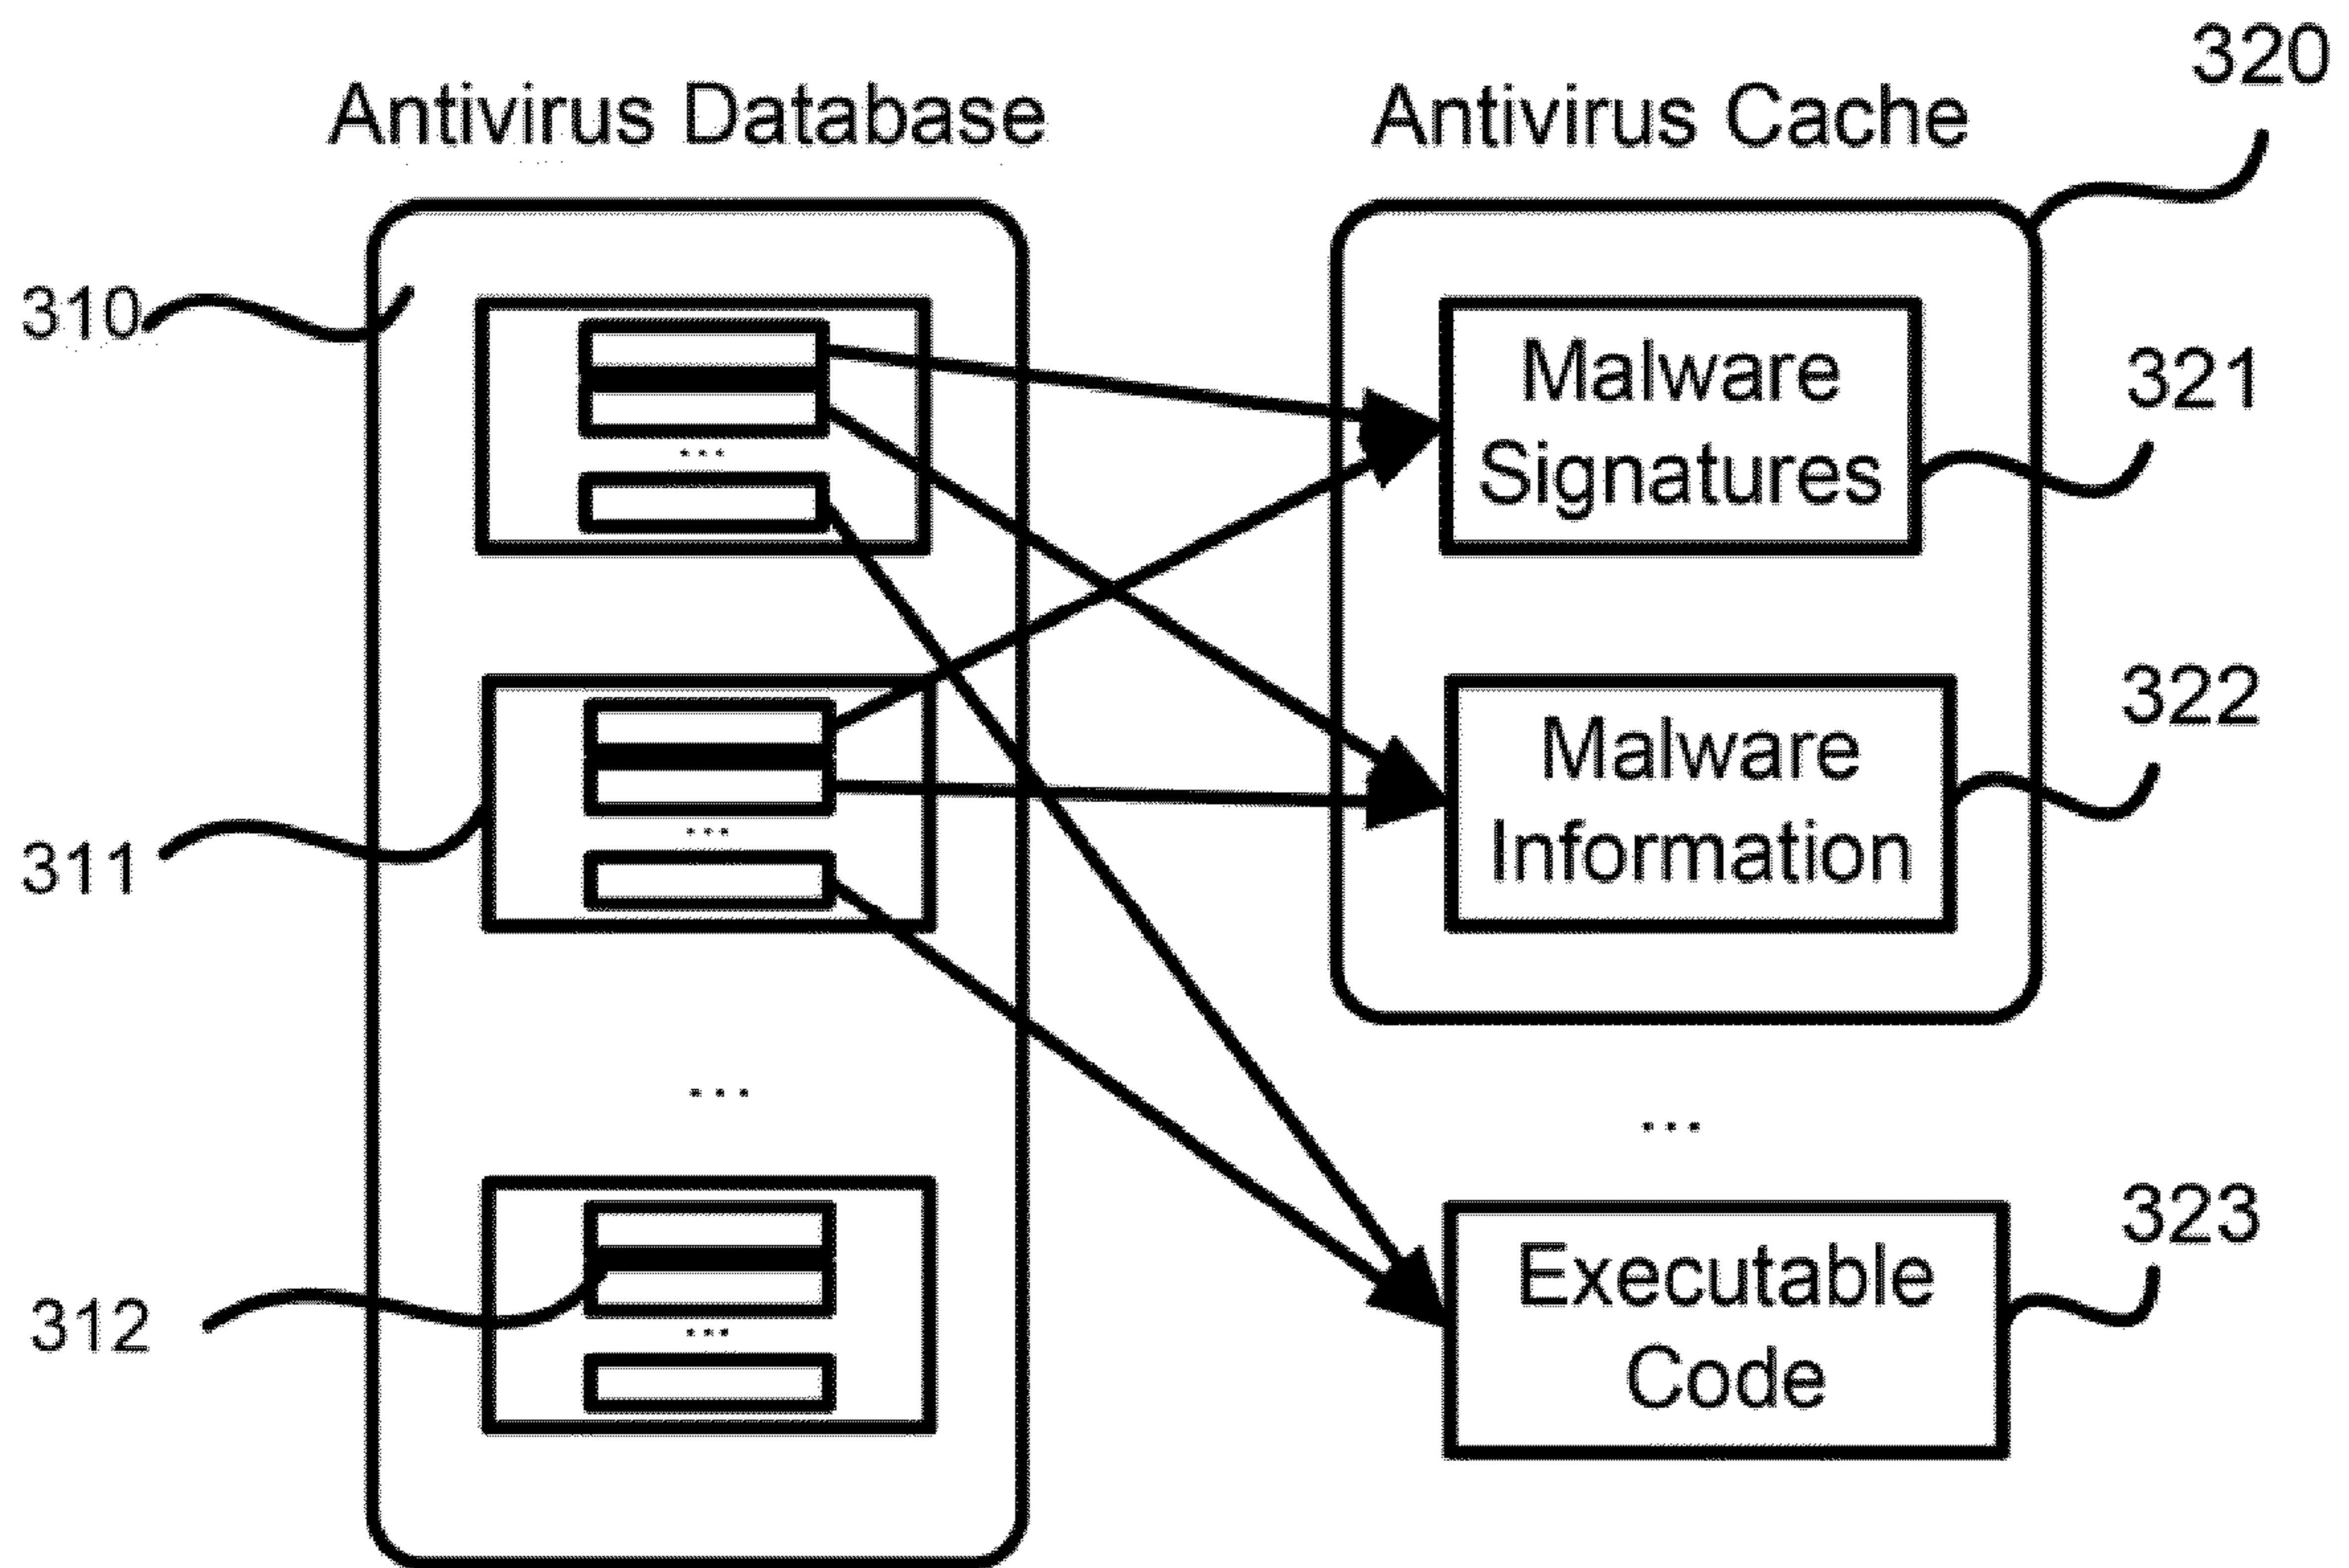 320
Antivirus Database
Antivirus Cache
310
Malware
Signatures
321
...
Malware
Information
322
311
...
...
...
Executable
Code
323
312
...